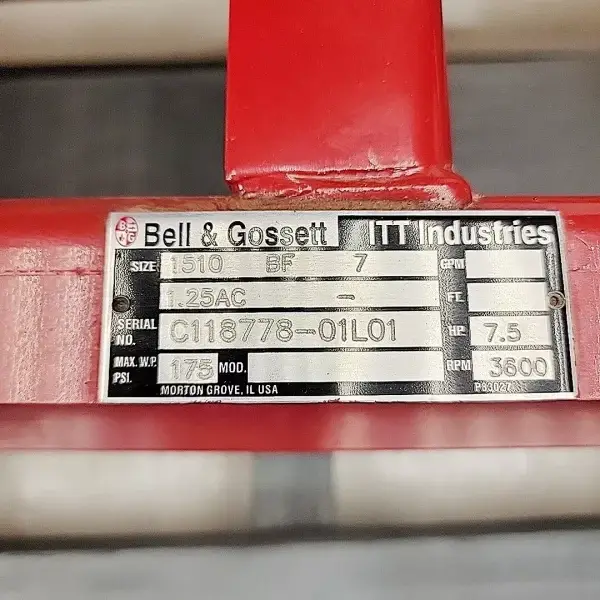 Bell & Gossett ITT Industries
SIZE 1510 BF 7 GPM
1.25AC - FT.
SERIAL NO. C118778-01L01 HP. 7.5
MAX. W.P. PSI. 175 MOD. RPM 3600
MORTON GROVE, IL USA